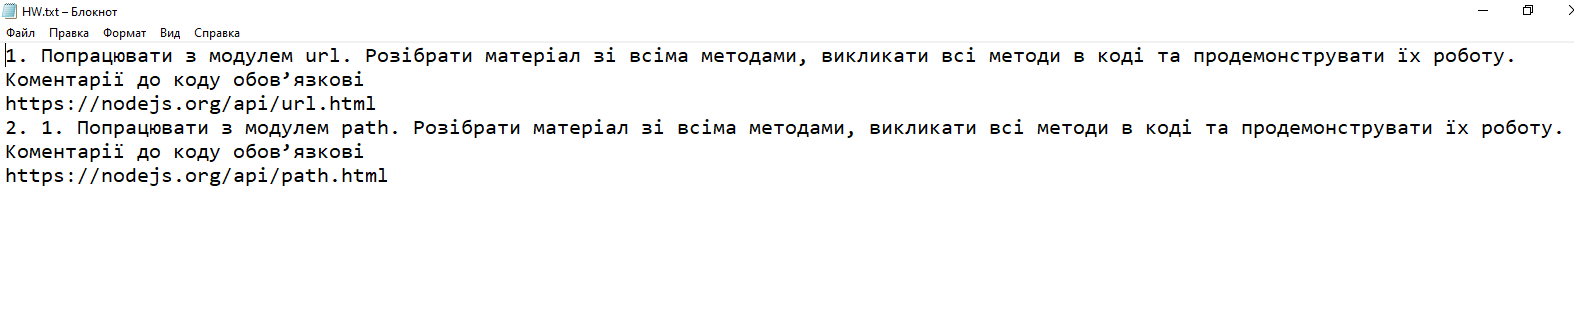 HW.txt – Блокнот
Файл Правка Формат Вид Справка
1. Попрацювати з модулем url. Розібрати матеріал зі всіма методами, викликати всі методи в коді та продемонструвати їх роботу.
Коментарії до коду обов’язкові
https://nodejs.org/api/url.html
2. 1. Попрацювати з модулем path. Розібрати матеріал зі всіма методами, викликати всі методи в коді та продемонструвати їх роботу.
Коментарії до коду обов’язкові
https://nodejs.org/api/path.html